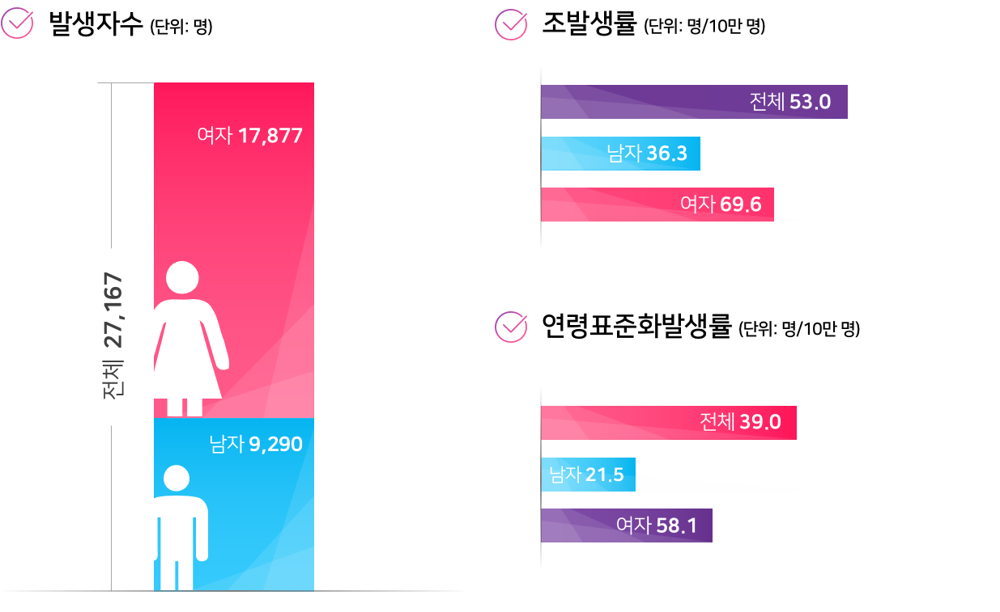 발생자수 (단위: 명)
여자 17,877
전체 27,167
남자 9,290
조발생률 (단위: 명/10만 명)
전체 53.0
남자 36.3
여자 69.6
연령표준화발생률 (단위: 명/10만 명)
전체 39.0
남자 21.5
여자 58.1